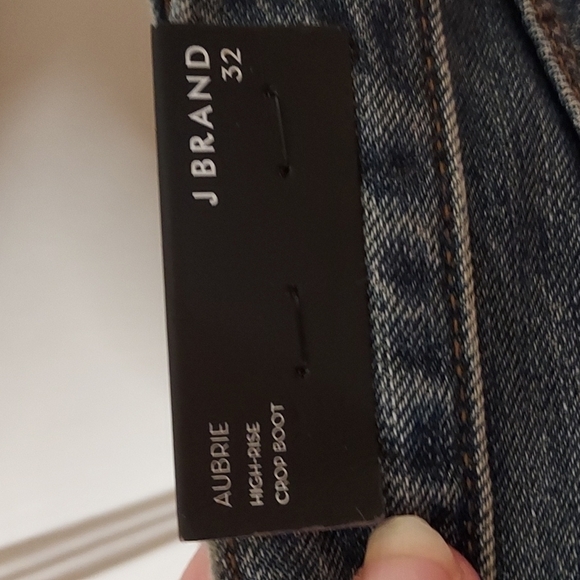 J BRAND
32
AUBRIE
HIGH-RISE
CROP BOOT